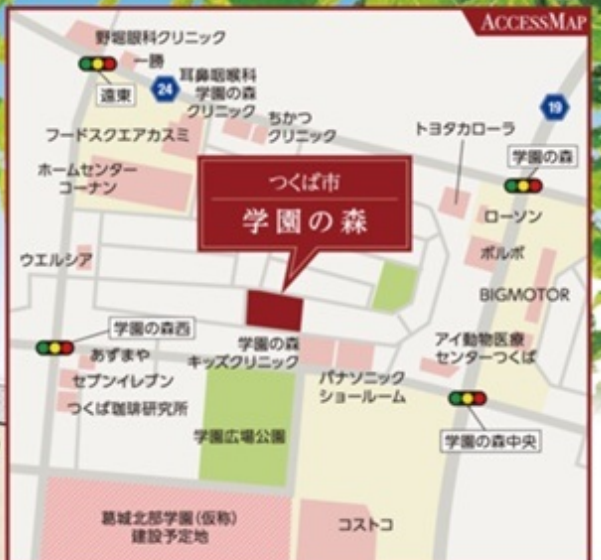 ACCESSMAP
野堀眼科クリニック
一勝
遠東
24
耳鼻咽喉科
学園の森
クリニック
ちかつ
クリニック
トヨタカローラ
19
学園の森
フードスクエアカスミ
ホームセンター
コーナン
つくば市
学園の森
ローソン
ボルボ
BIGMOTOR
ウエルシア
学園の森西
あずまや
セブンイレブン
つくば珈琲研究所
学園の森
キッズクリニック
パナソニック
ショールーム
アイ動物医療
センターつくば
学園の森中央
学園広場公園
葛城北部学園(仮称)
建設予定地
コストコ